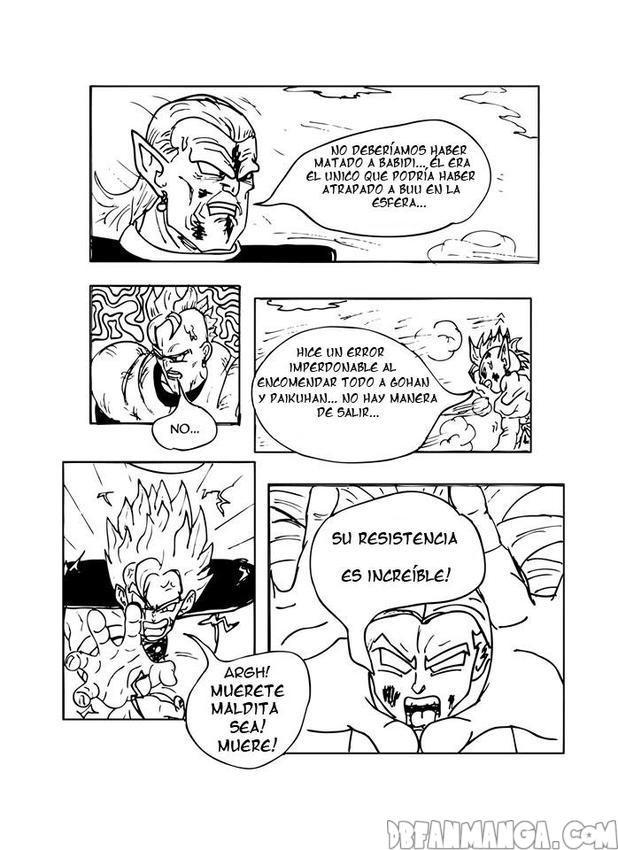 NO DEBERÍAMOS HABER
MATADO A BABIDI... ÉL ERA
EL UNICO QUE PODRÍA HABER
ATRAPADO A BUU EN LA
ESFERA...
NO...
HICE UN ERROR
IMPERDONABLE AL
ENCOMENDAR TODO A GOHAN
Y PAIKUHAN... NO HAY MANERA
DE SALIR...
ARGH!
MUERETE
MALDITA
SEA!
MUERE!
SU RESISTENCIA
ES INCREÍBLE!
DBFANMANGA.COM